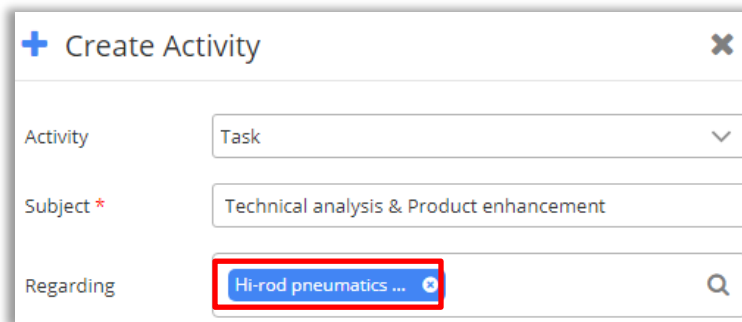 Create Activity
Activity Task
Subject * Technical analysis & Product enhancement
Regarding Hi-rod pneumatics ...